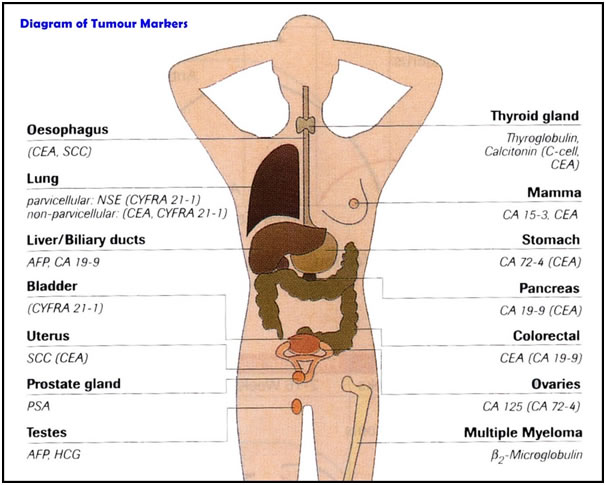 Diagram of Tumour Markers
Oesophagus
(CEA, SCC)
Lung
parvicellular: NSE (CYFRA 21-1)
non-parvicellular: (CEA, CYFRA 21-1)
Liver/Biliary ducts
AFP, CA 19-9
Bladder
(CYFRA 21-1)
Uterus
SCC (CEA)
Prostate gland
PSA
Testes
AFP, HCG
Thyroid gland
Thyroglobulin,
Calcitonin (C-cell,
CEA)
Mamma
CA 15-3, CEA
Stomach
CA 72-4 (CEA)
Pancreas
CA 19-9 (CEA)
Colorectal
CEA (CA 19-9)
Ovaries
CA 125 (CA 72-4)
Multiple Myeloma
β2-Microglobulin